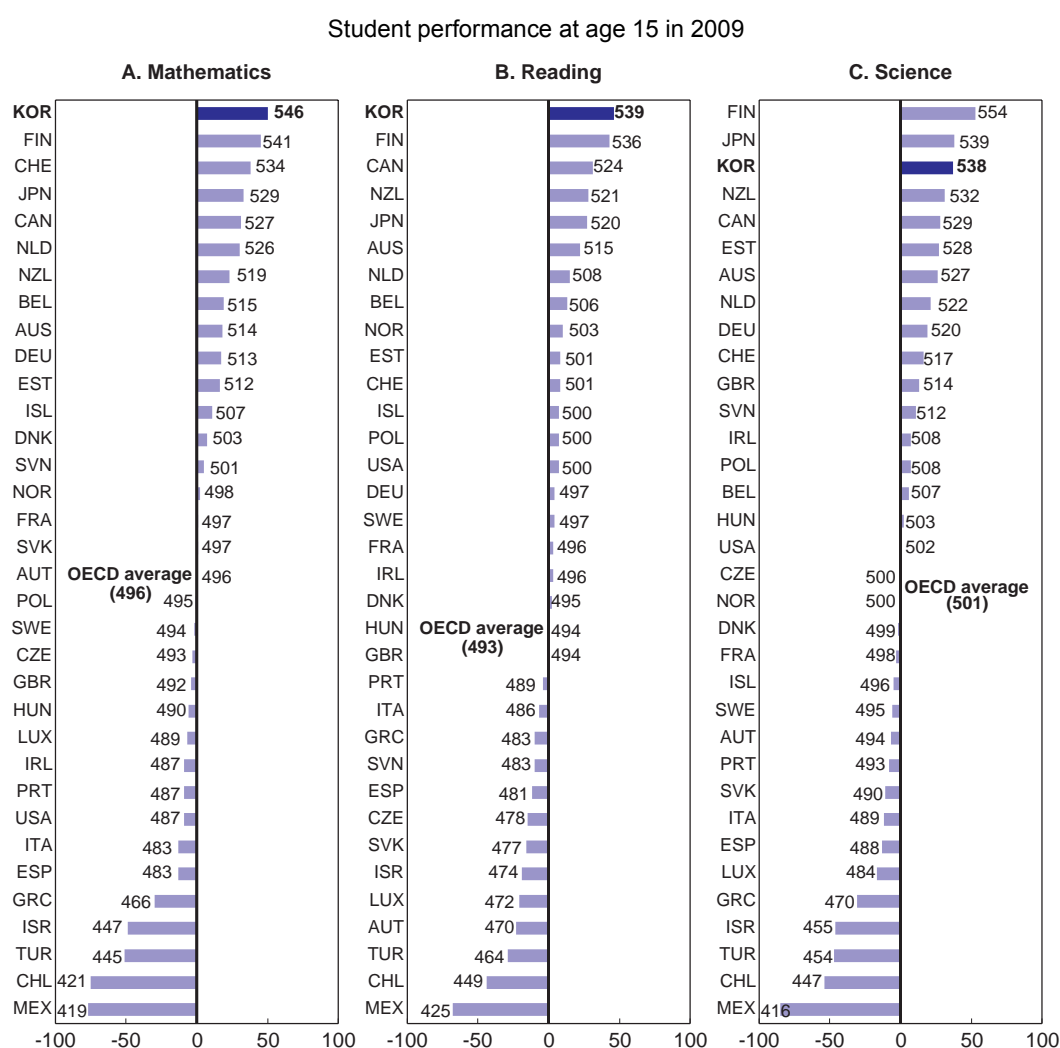 Student performance at age 15 in 2009
A. Mathematics
KOR 546
FIN 541
CHE 534
JPN 529
CAN 527
NLD 526
NZL 519
BEL 515
AUS 514
DEU 513
EST 512
ISL 507
DNK 503
SVN 501
NOR 498
FRA 497
SVK 497
AUT 496
OECD average
(496)
POL 495
SWE 494
CZE 493
GBR 492
HUN 490
LUX 489
IRL 487
PRT 487
USA 487
ITA 483
ESP 483
GRC 466
ISR 447
TUR 445
CHL 421
MEX 419
-100 -50 0 50 100
B. Reading
KOR 539
FIN 536
CAN 524
NZL 521
JPN 520
AUS 515
NLD 508
BEL 506
NOR 503
EST 501
CHE 501
ISL 500
POL 500
USA 500
DEU 497
SWE 497
FRA 496
IRL 496
DNK 495
HUN 494
OECD average
(493)
GBR 494
PRT 489
ITA 486
GRC 483
SVN 483
ESP 481
CZE 478
SVK 477
ISR 474
LUX 472
AUT 470
TUR 464
CHL 449
MEX 425
-100 -50 0 50 100
C. Science
FIN 554
JPN 539
KOR 538
NZL 532
CAN 529
EST 528
AUS 527
NLD 522
DEU 520
CHE 517
GBR 514
SVN 512
IRL 508
POL 508
BEL 507
HUN 503
USA 502
CZE 500
OECD average
(501)
NOR 500
DNK 499
FRA 498
ISL 496
SWE 495
AUT 494
PRT 493
SVK 490
ITA 489
ESP 488
LUX 484
GRC 470
ISR 455
TUR 454
CHL 447
MEX 416
-100 -50 0 50 100